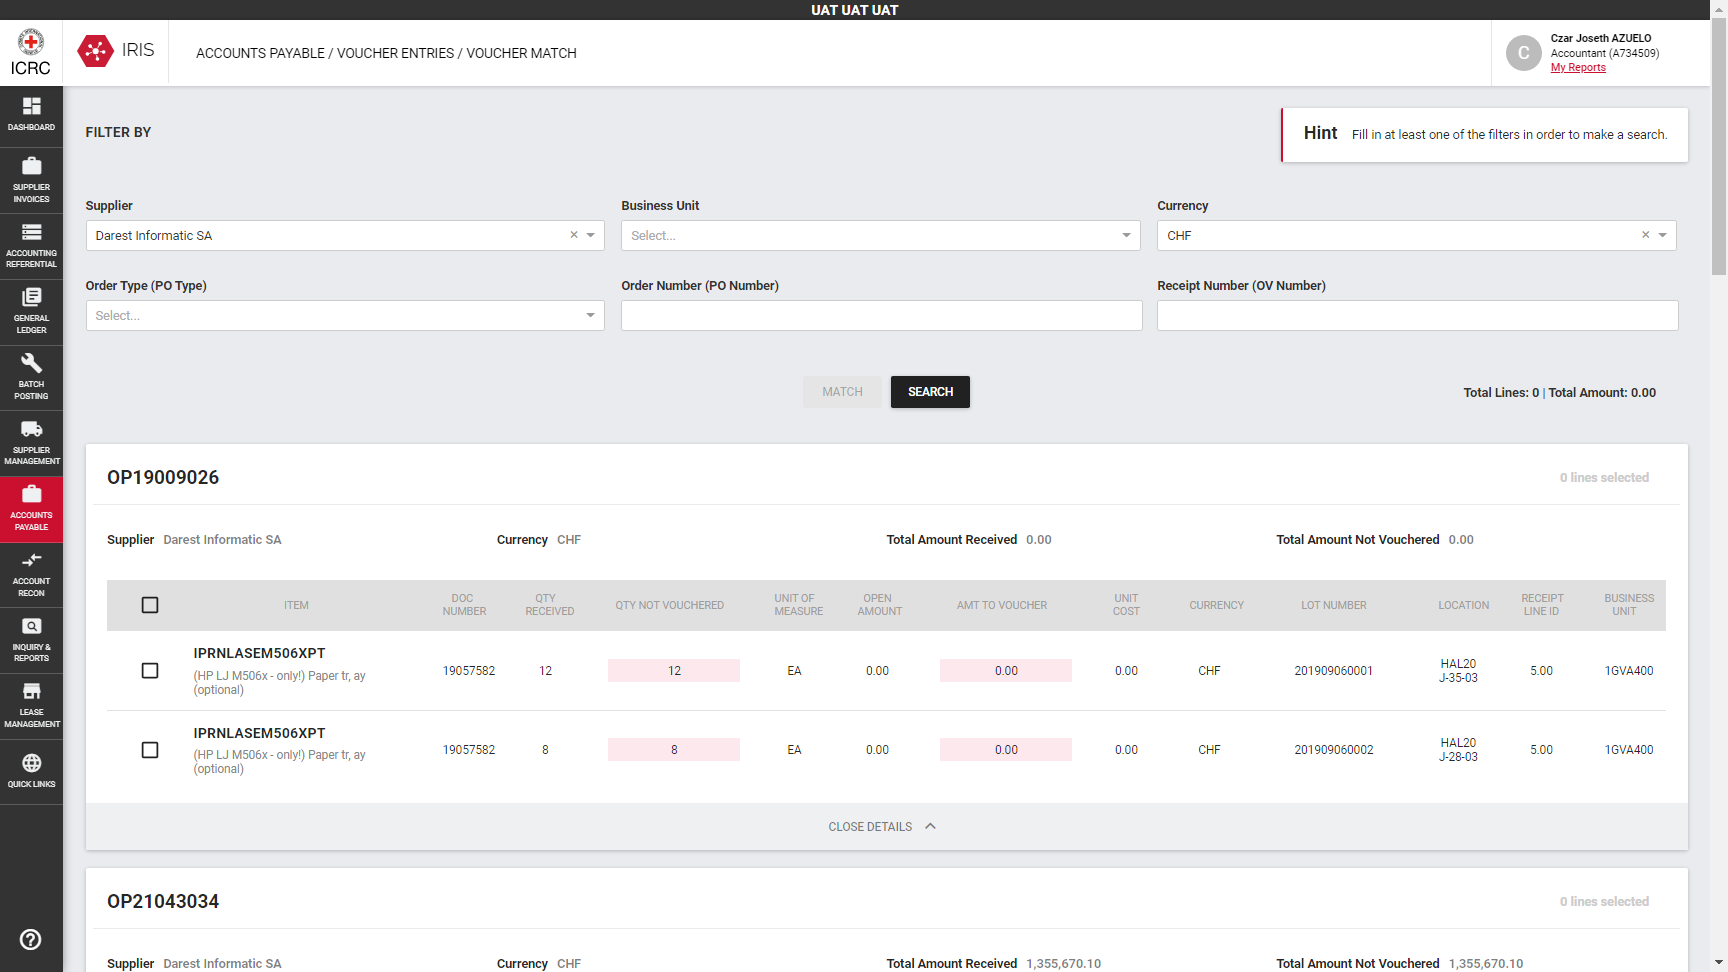 UAT UAT UAT
ICRC
IRIS
ACCOUNTS PAYABLE / VOUCHER ENTRIES / VOUCHER MATCH
C
Czar Joseth AZUELO
Accountant (A734509)
My Reports
DASHBOARD
SUPPLIER INVOICES
ACCOUNTING REFERENTIAL
GENERAL LEDGER
BATCH POSTING
SUPPLIER MANAGEMENT
ACCOUNTS PAYABLE
ACCOUNT RECON
INQUIRY & REPORTS
LEASE MANAGEMENT
QUICK LINKS
FILTER BY
Hint Fill in at least one of the filters in order to make a search.
Supplier Business Unit Currency
Darest Informatic SA Select... CHF
Order Type (PO Type) Order Number (PO Number) Receipt Number (OV Number)
Select...
MATCH SEARCH Total Lines: 0 | Total Amount: 0.00
OP19009026 0 lines selected
Supplier Darest Informatic SA Currency CHF Total Amount Received 0.00 Total Amount Not Vouchered 0.00
ITEM DOC NUMBER QTY RECEIVED QTY NOT VOUCHERED UNIT OF MEASURE OPEN AMOUNT AMT TO VOUCHER UNIT COST CURRENCY LOT NUMBER LOCATION RECEIPT LINE ID BUSINESS UNIT
IPRNLASEM506XPT
(HP LJ M506x - only!) Paper tr, ay (optional)
19057582 12 12 EA 0.00 0.00 0.00 CHF 201909060001 HAL20 J-35-03 5.00 1GVA400
IPRNLASEM506XPT
(HP LJ M506x - only!) Paper tr, ay (optional)
19057582 8 8 EA 0.00 0.00 0.00 CHF 201909060002 HAL20 J-28-03 5.00 1GVA400
CLOSE DETAILS
OP21043034 0 lines selected
Supplier Darest Informatic SA Currency CHF Total Amount Received 1,355,670.10 Total Amount Not Vouchered 1,355,670.10